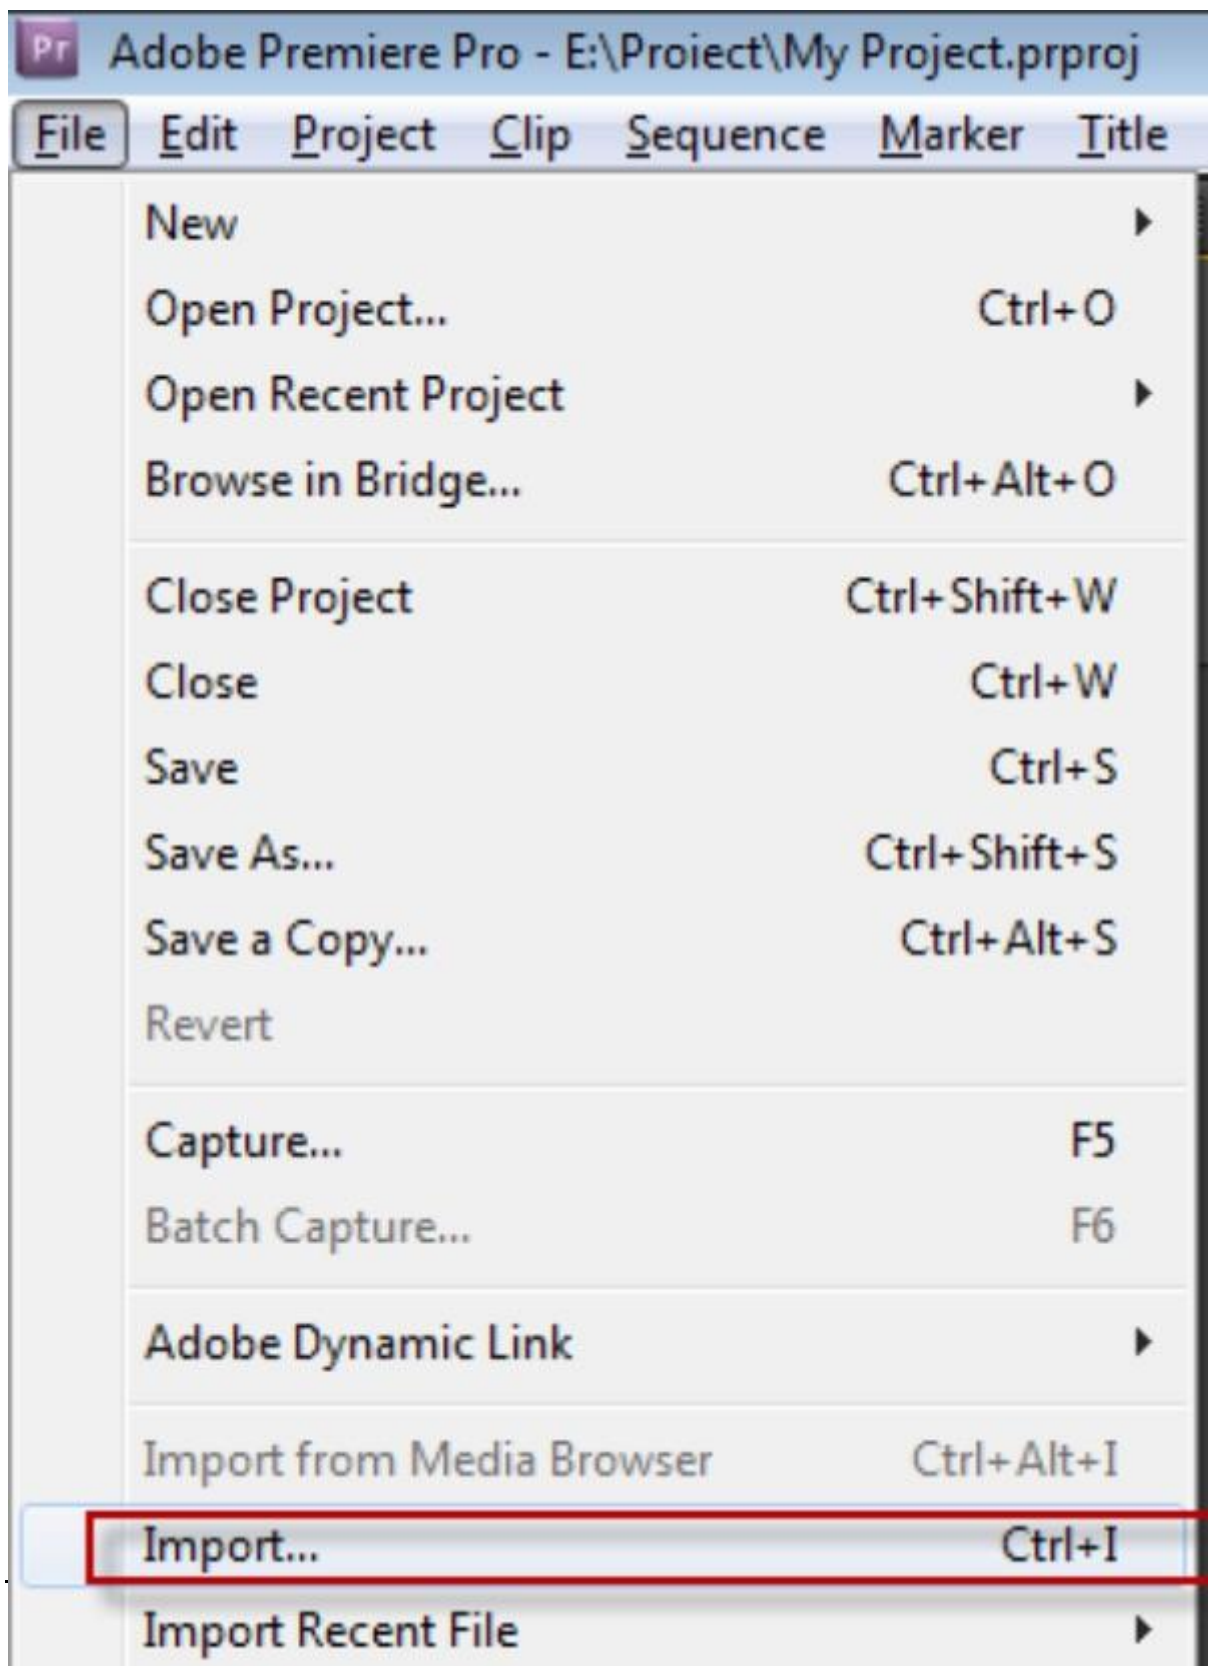 Pr Adobe Premiere Pro - E:\Proiect\My Project.prproj
File Edit Project Clip Sequence Marker Title
New
Open Project... Ctrl+O
Open Recent Project
Browse in Bridge... Ctrl+Alt+O
Close Project Ctrl+Shift+W
Close Ctrl+W
Save Ctrl+S
Save As... Ctrl+Shift+S
Save a Copy... Ctrl+Alt+S
Revert
Capture... F5
Batch Capture... F6
Adobe Dynamic Link
Import from Media Browser Ctrl+Alt+I
Import... Ctrl+I
Import Recent File